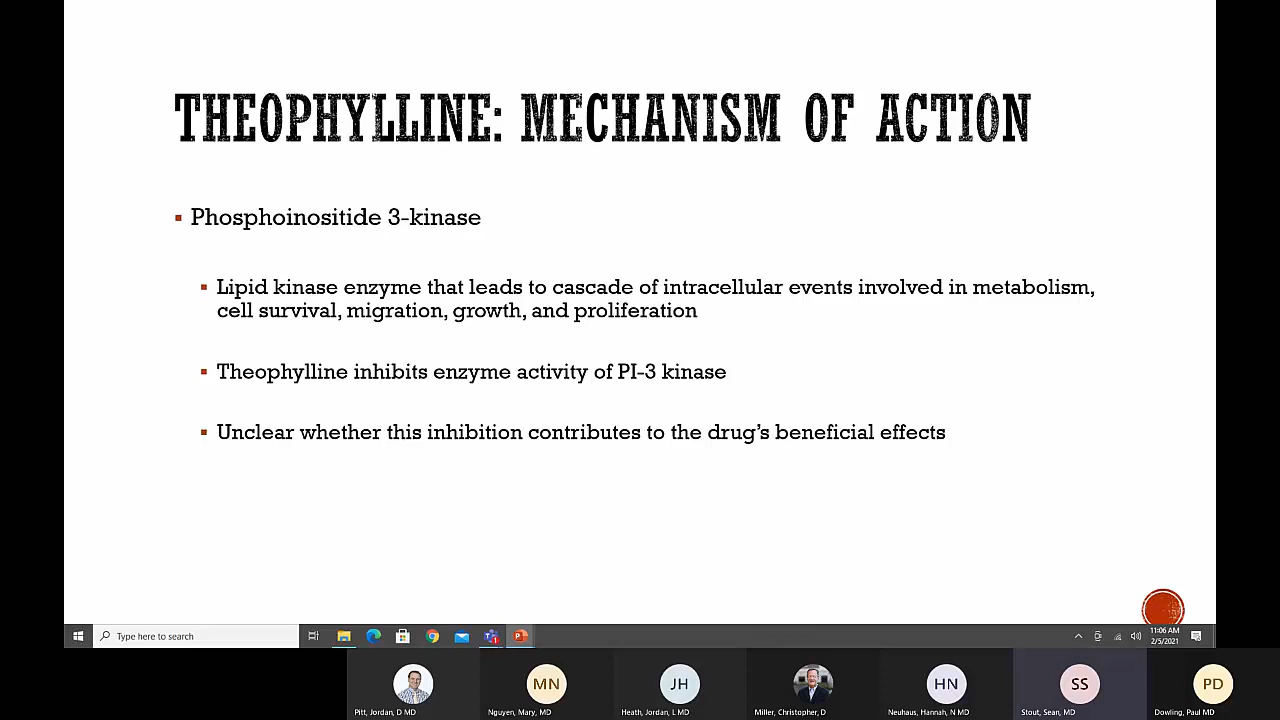 THEOPHYLLINE: MECHANISM OF ACTION
Phosphoinositide 3-kinase
Lipid kinase enzyme that leads to cascade of intracellular events involved in metabolism,
cell survival, migration, growth, and proliferation
Theophylline inhibits enzyme activity of PI-3 kinase
Unclear whether this inhibition contributes to the drug's beneficial effects
Type here to search
11:06 AM
2/5/2021
MN
JH
HN
SS
PD
Pitt, Jordan, D MD
Nguyen, Mary, MD
Heath, Jordan, L MD
Miller, Christopher, D
Neuhaus, Hannah, N MD
Stout, Sean, MD
Dowling, Paul MD